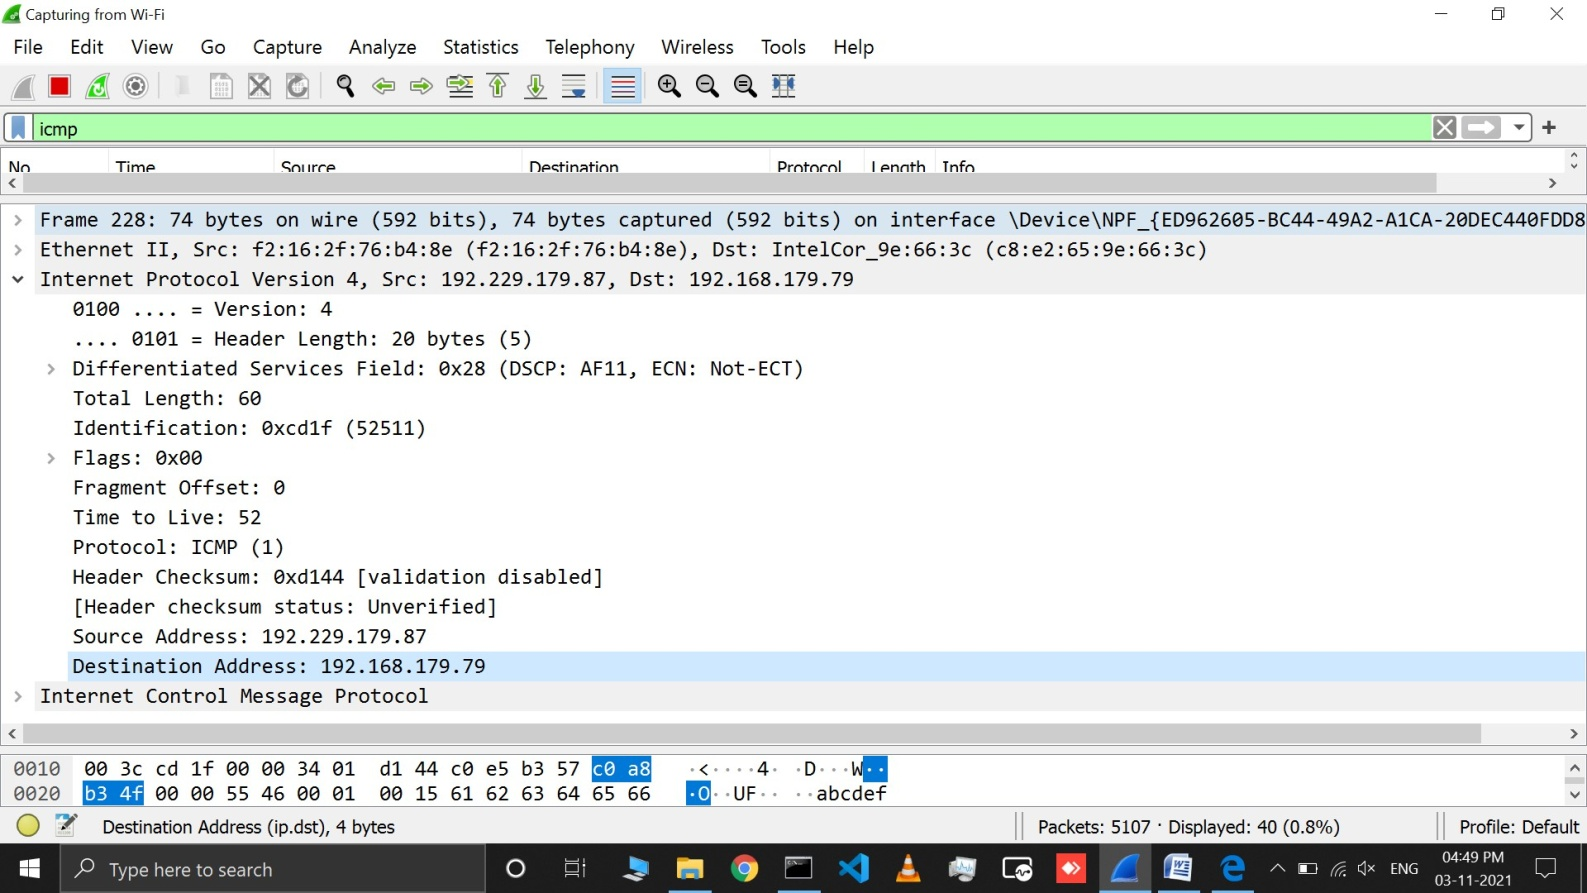 Capturing from Wi-Fi
File Edit View Go Capture Analyze Statistics Telephony Wireless Tools Help
icmp
No. Time Source Destination Protocol Length Info
Frame 228: 74 bytes on wire (592 bits), 74 bytes captured (592 bits) on interface \Device\NPF_{ED962605-BC44-49A2-A1CA-20DEC440FDD8
Ethernet II, Src: f2:16:2f:76:b4:8e (f2:16:2f:76:b4:8e), Dst: IntelCor_9e:66:3c (c8:e2:65:9e:66:3c)
Internet Protocol Version 4, Src: 192.229.179.87, Dst: 192.168.179.79
0100 .... = Version: 4
.... 0101 = Header Length: 20 bytes (5)
Differentiated Services Field: 0x28 (DSCP: AF11, ECN: Not-ECT)
Total Length: 60
Identification: 0xcd1f (52511)
Flags: 0x00
Fragment Offset: 0
Time to Live: 52
Protocol: ICMP (1)
Header Checksum: 0xd144 [validation disabled]
[Header checksum status: Unverified]
Source Address: 192.229.179.87
Destination Address: 192.168.179.79
Internet Control Message Protocol
0010 00 3c cd 1f 00 00 34 01 d1 44 c0 e5 b3 57 c0 a8 ·<····4· ·D···W··
0020 b3 4f 00 00 55 46 00 01 00 15 61 62 63 64 65 66 ·O··UF·· ··abcdef
Destination Address (ip.dst), 4 bytes Packets: 5107 · Displayed: 40 (0.8%) Profile: Default
Type here to search ENG 04:49 PM
03-11-2021